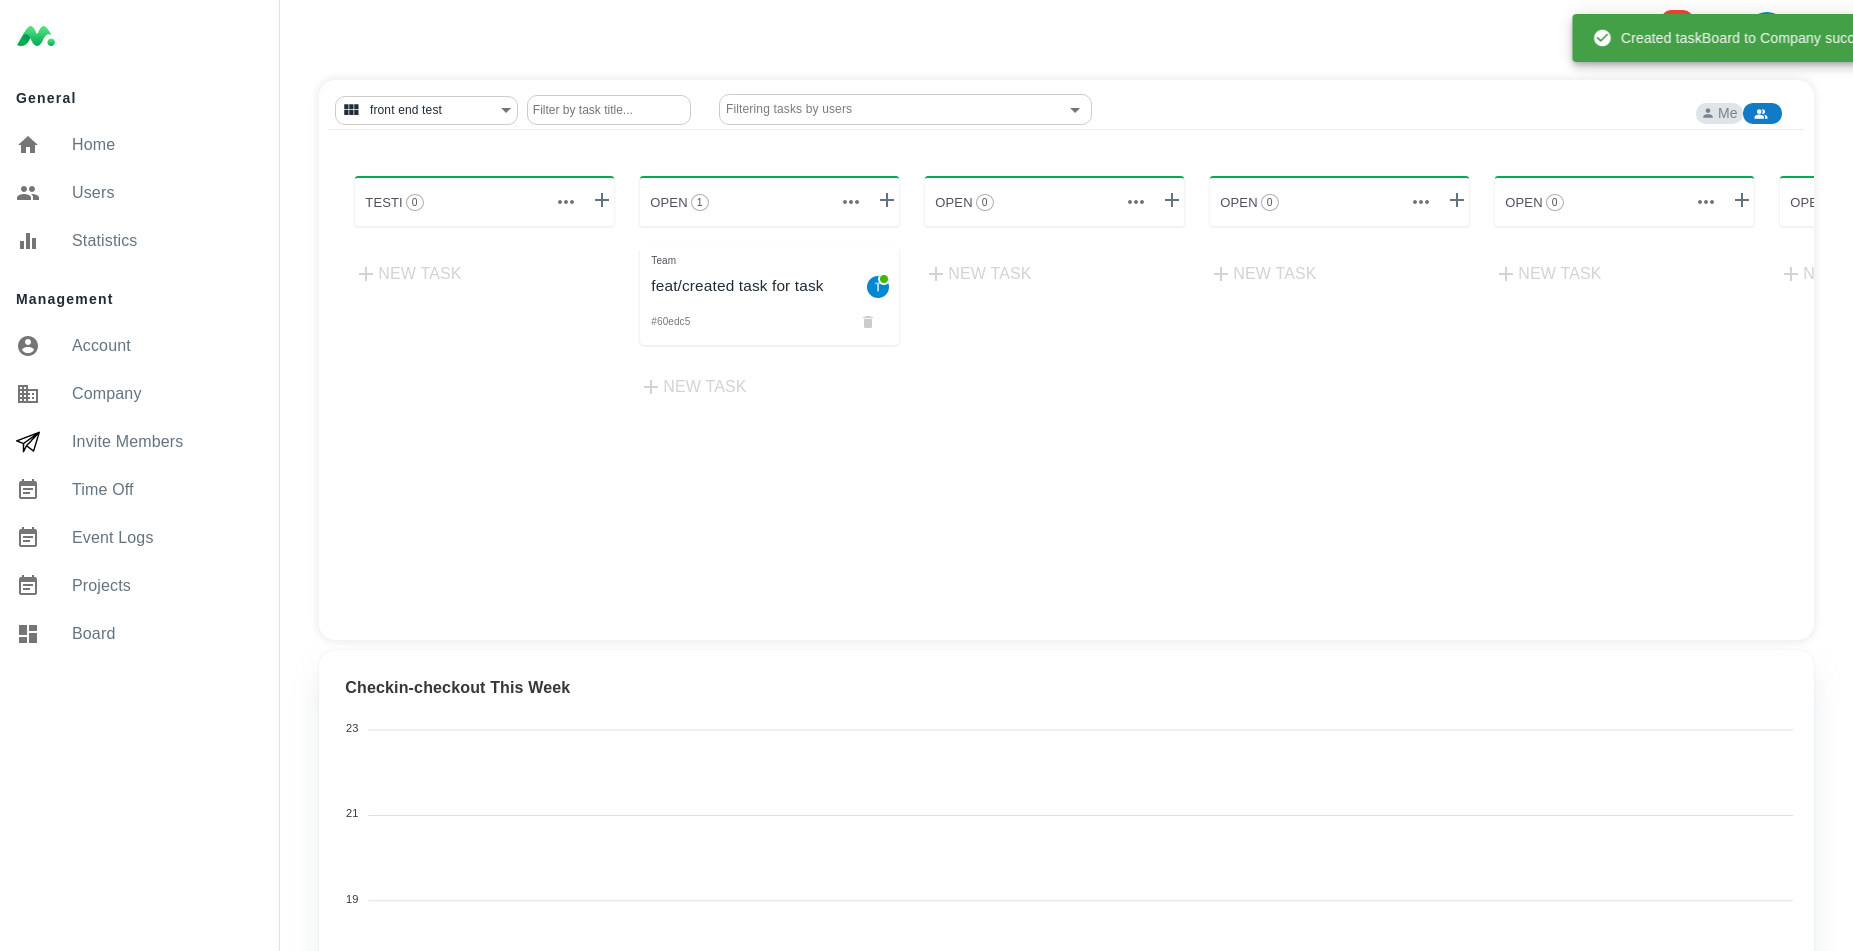 Created taskBoard to Company succ
General
Home
Users
Statistics
Management
Account
Company
Invite Members
Time Off
Event Logs
Projects
Board
front end test
Filter by task title...
Filtering tasks by users
Me
TESTI 0
OPEN 1
OPEN 0
OPEN 0
OPEN 0
OPE
NEW TASK
Team
feat/created task for task
T
#60edc5
NEW TASK
NEW TASK
NEW TASK
NEW TASK
N
Checkin-checkout This Week
23
21
19